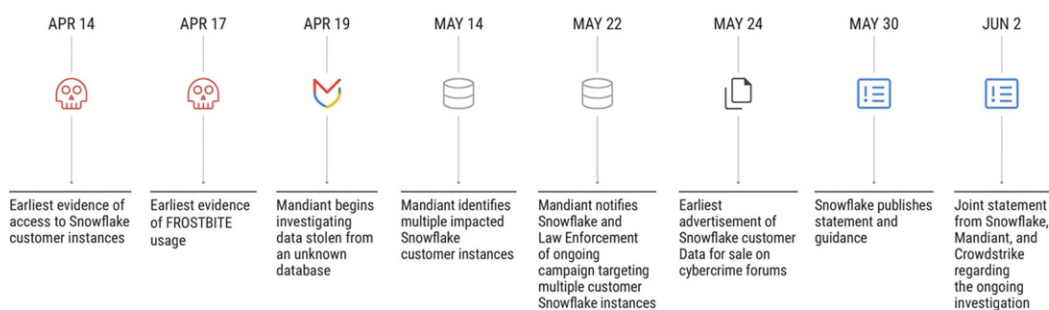 APR 14
APR 17
APR 19
MAY 14
MAY 22
MAY 24
MAY 30
JUN 2
Earliest evidence of
access to Snowflake
customer instances
Earliest evidence
of FROSTBITE
usage
Mandiant begins
investigating
data stolen from
an unknown
database
Mandiant identifies
multiple impacted
Snowflake
customer instances
Mandiant notifies
Snowflake and
Law Enforcement
of ongoing
campaign targeting
multiple customer
Snowflake instances
Earliest
advertisement of
Snowflake customer
Data for sale on
cybercrime forums
Snowflake publishes
statement and
guidance
Joint statement
from Snowflake,
Mandiant, and
Crowdstrike
regarding
the ongoing
investigation